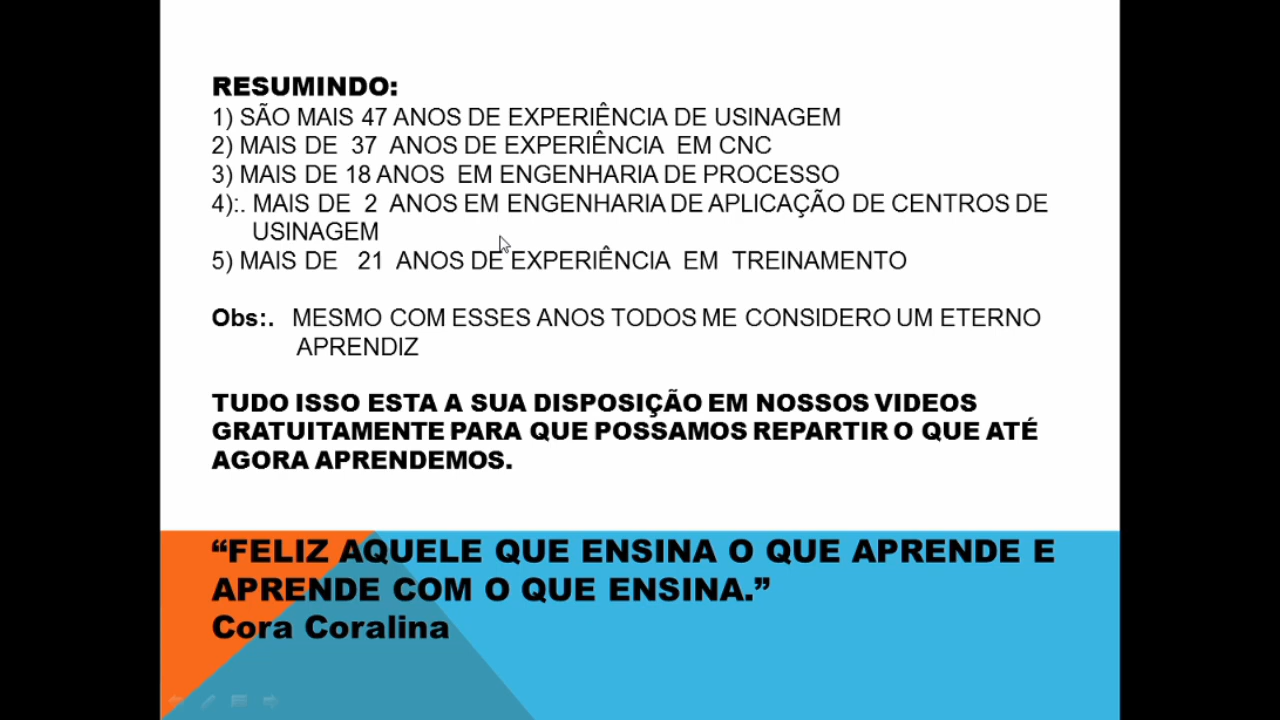 RESUMINDO:
1) SÃO MAIS 47 ANOS DE EXPERIÊNCIA DE USINAGEM
2) MAIS DE 37 ANOS DE EXPERIÊNCIA EM CNC
3) MAIS DE 18 ANOS EM ENGENHARIA DE PROCESSO
4):. MAIS DE 2 ANOS EM ENGENHARIA DE APLICAÇÃO DE CENTROS DE
USINAGEM
5) MAIS DE 21 ANOS DE EXPERIÊNCIA EM TREINAMENTO
Obs:. MESMO COM ESSES ANOS TODOS ME CONSIDERO UM ETERNO
APRENDIZ
TUDO ISSO ESTA A SUA DISPOSIÇÃO EM NOSSOS VIDEOS
GRATUITAMENTE PARA QUE POSSAMOS REPARTIR O QUE ATÉ
AGORA APRENDEMOS.
“FELIZ AQUELE QUE ENSINA O QUE APRENDE E
APRENDE COM O QUE ENSINA.”
Cora Coralina